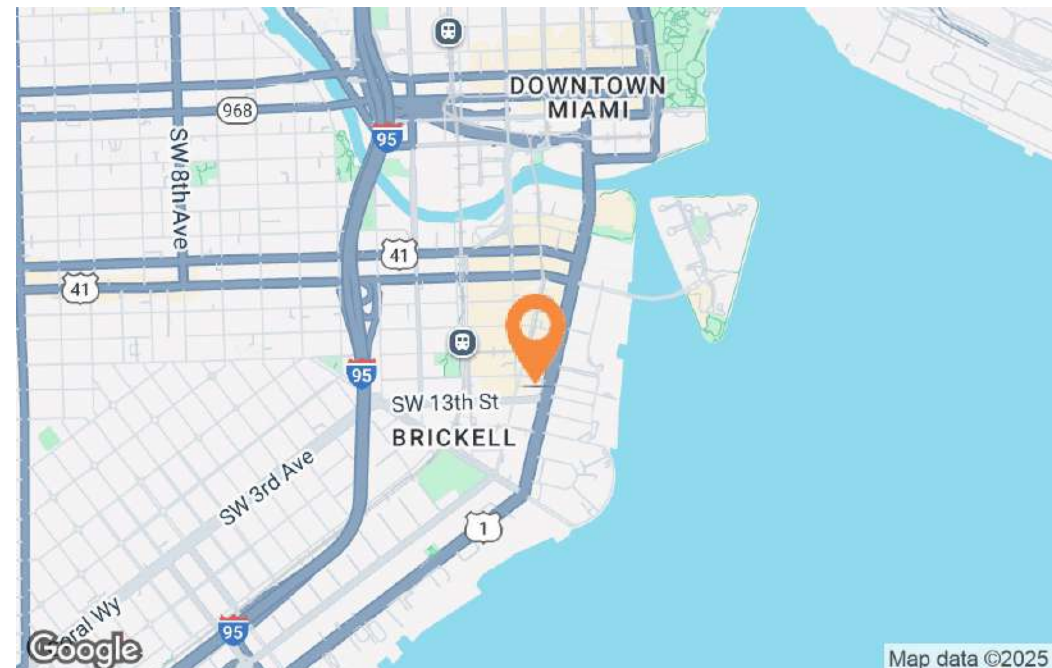 DOWNTOWN
MIAMI
968
95
SW 8th Ave
41
41
95
SW 13th St
BRICKELL
SW 3rd Ave
1
Coral Wy
95
Google
Map data ©2025